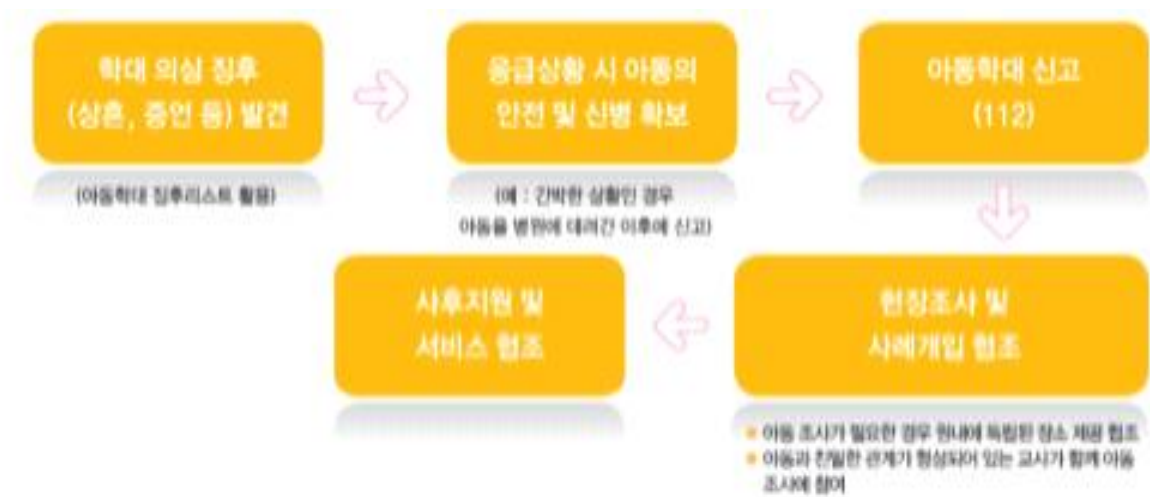 학대 의심 징후
(상흔, 증언 등) 발견
(아동학대 징후리스트 활용)
응급상황 시 아동의
안전 및 신병 확보
(예 : 긴박한 상황인 경우
아동을 병원에 데려간 이후에 신고)
아동학대 신고
(112)
현장조사 및
사례개입 협조
아동 조사가 필요한 경우 원내에 독립된 장소 제공 협조
아동과 친밀한 관계가 형성되어 있는 교사가 함께 아동
조사에 참여
사후지원 및
서비스 협조